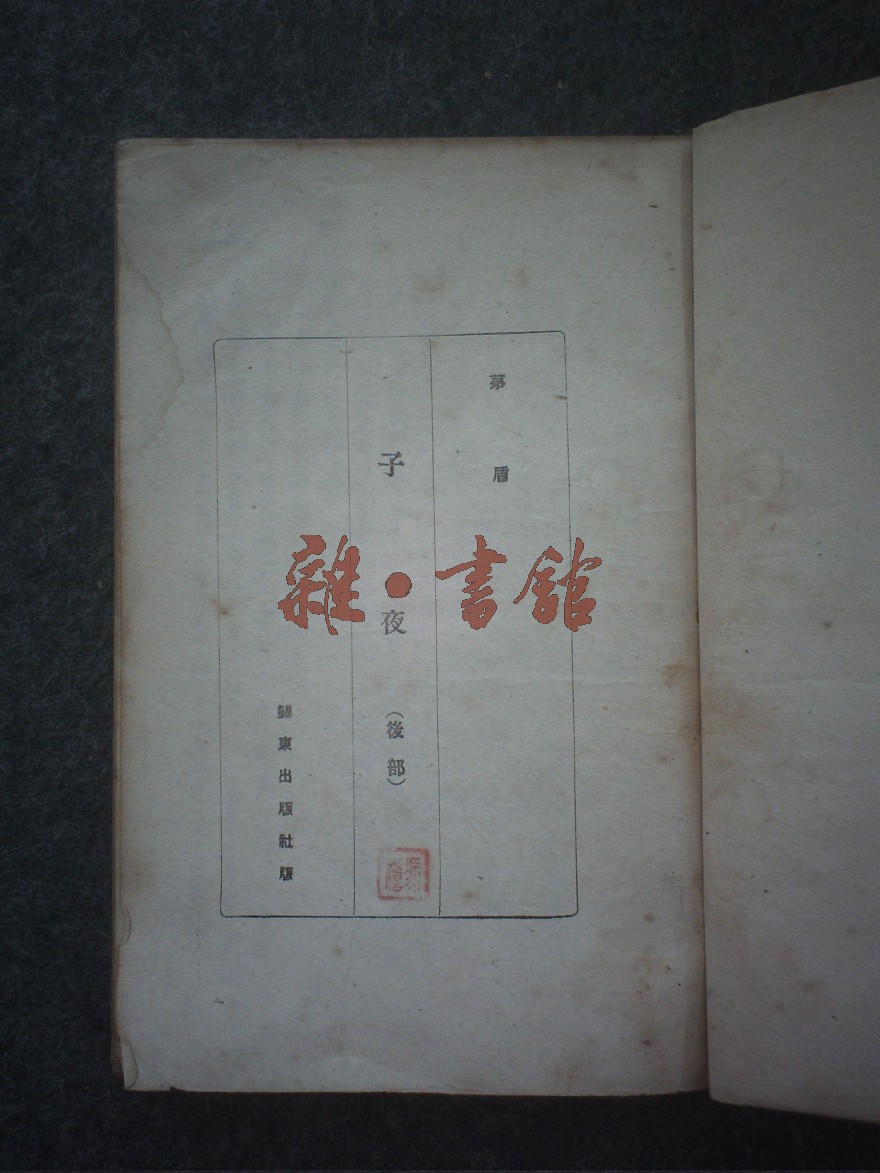 茅盾
子夜
(後部)
關東出版社版
雜•書館